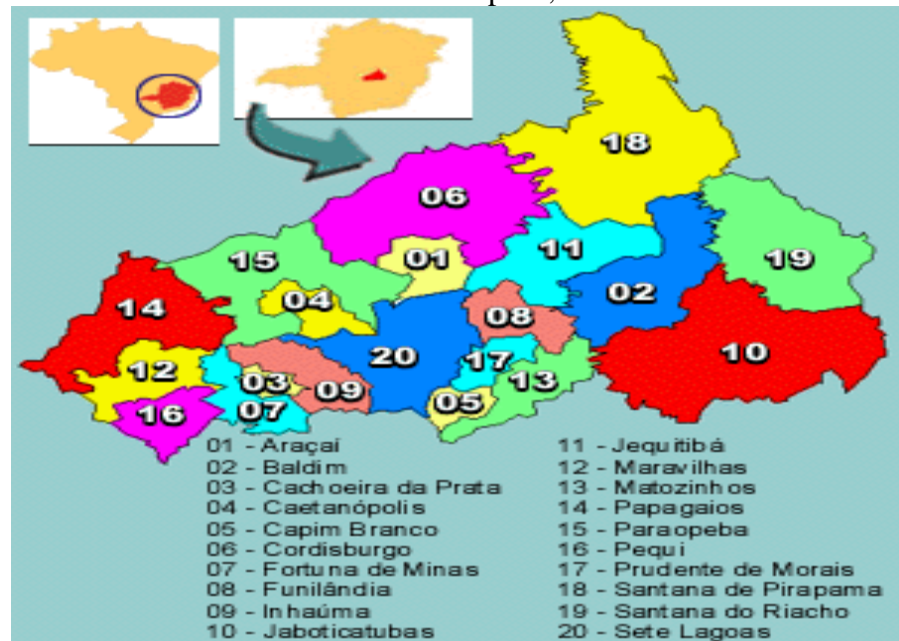 18
06
15
11
01
19
14
04
02
08
20
17
10
12
03
09
13
05
16
07
01 - Araçaí
02 - Baldim
03 - Cachoeira da Prata
04 - Caetanópolis
05 - Capim Branco
06 - Cordisburgo
07 - Fortuna de Minas
08 - Funilândia
09 - Inhaúma
10 - Jaboticatubas
11 - Jequitibá
12 - Maravilhas
13 - Matozinhos
14 - Papagaios
15 - Paraopeba
16 - Pequi
17 - Prudente de Morais
18 - Santana de Pirapama
19 - Santana do Riacho
20 - Sete Lagoas